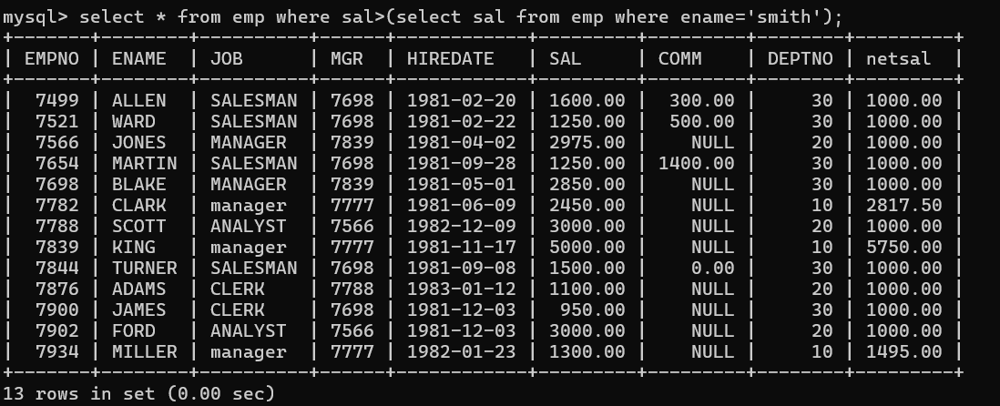 mysql> select * from emp where sal>(select sal from emp where ename='smith');
+-------+--------+----------+------+------------+---------+---------+--------+---------+
| EMPNO | ENAME  | JOB      | MGR  | HIREDATE   | SAL     | COMM    | DEPTNO | netsal  |
+-------+--------+----------+------+------------+---------+---------+--------+---------+
|  7499 | ALLEN  | SALESMAN | 7698 | 1981-02-20 | 1600.00 |  300.00 |     30 | 1000.00 |
|  7521 | WARD   | SALESMAN | 7698 | 1981-02-22 | 1250.00 |  500.00 |     30 | 1000.00 |
|  7566 | JONES  | MANAGER  | 7839 | 1981-04-02 | 2975.00 |    NULL |     20 | 1000.00 |
|  7654 | MARTIN | SALESMAN | 7698 | 1981-09-28 | 1250.00 | 1400.00 |     30 | 1000.00 |
|  7698 | BLAKE  | MANAGER  | 7839 | 1981-05-01 | 2850.00 |    NULL |     30 | 1000.00 |
|  7782 | CLARK  | manager  | 7777 | 1981-06-09 | 2450.00 |    NULL |     10 | 2817.50 |
|  7788 | SCOTT  | ANALYST  | 7566 | 1982-12-09 | 3000.00 |    NULL |     20 | 1000.00 |
|  7839 | KING   | manager  | 7777 | 1981-11-17 | 5000.00 |    NULL |     10 | 5750.00 |
|  7844 | TURNER | SALESMAN | 7698 | 1981-09-08 | 1500.00 |    0.00 |     30 | 1000.00 |
|  7876 | ADAMS  | CLERK    | 7788 | 1983-01-12 | 1100.00 |    NULL |     20 | 1000.00 |
|  7900 | JAMES  | CLERK    | 7698 | 1981-12-03 |  950.00 |    NULL |     30 | 1000.00 |
|  7902 | FORD   | ANALYST  | 7566 | 1981-12-03 | 3000.00 |    NULL |     20 | 1000.00 |
|  7934 | MILLER | manager  | 7777 | 1982-01-23 | 1300.00 |    NULL |     10 | 1495.00 |
+-------+--------+----------+------+------------+---------+---------+--------+---------+
13 rows in set (0.00 sec)